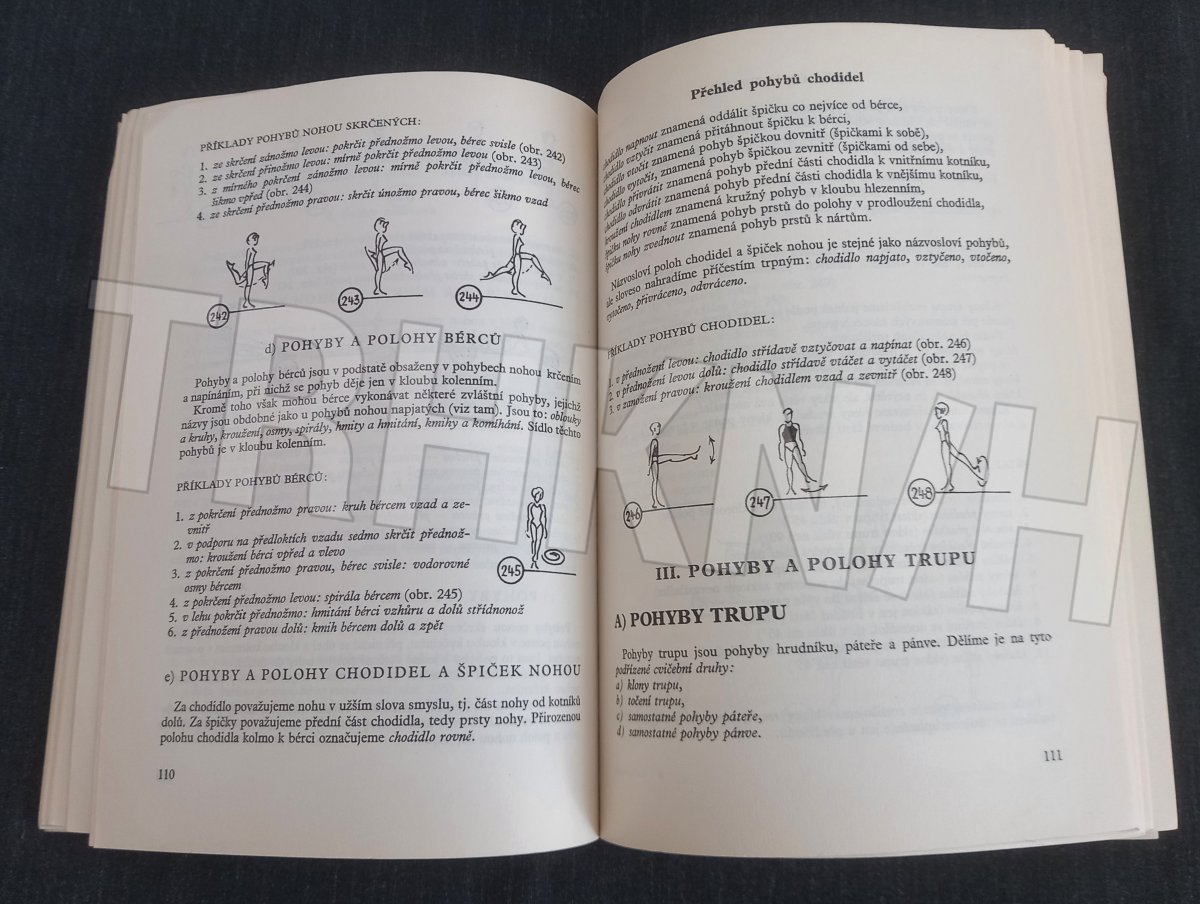 PŘÍKLADY POHYBŮ NOHOU SKRČENÝCH:
1. ze skrčení zánožmo levou: pokrčit přednožmo levou, bérec svisle (obr. 242)
2. ze skrčení přinožmo levou: mírně pokrčit přednožmo levou (obr. 243)
3. z mírného pokrčení zánožmo levou: mírně pokrčit přednožmo levou, bérec
šikmo vpřed (obr. 244)
4. ze skrčení přednožmo pravou: skrčit únožmo pravou, bérec šikmo vzad
242
243
244
d) POHYBY A POLOHY BÉRCŮ
Pohyby a polohy bérců jsou v podstatě obsaženy v pohybech nohou krčením
a napínáním, při nichž se pohyb děje jen v kloubu kolenním.
Kromě toho však mohou bérce vykonávat některé zvláštní pohyby, jejichž
názvy jsou obdobné jako u pohybů nohou napjatých (viz tam). Jsou to: oblouky
a kruhy, kroužení, osmy, spirály, hmity a hmitání, kmihy a komíhání. Sídlo těchto
pohybů je v kloubu kolenním.
PŘÍKLADY POHYBŮ BÉRCŮ:
1. z pokrčení přednožmo pravou: kruh bércem vzad a ze-
vnitř
2. v podporu na předloktích vzadu sedmo skrčit přednož-
mo: kroužení bérci vpřed a vlevo
3. z pokrčení přednožmo pravou, bérec svisle: vodorovné
osmy bércem
4. z pokrčení přednožmo levou: spirála bércem (obr. 245)
5. v lehu pokrčit přednožmo: hmitání bérci vzhůru a dolů střídnonož
6. z přednožení pravou dolů: kmih bércem dolů a zpět
245
e) POHYBY A POLOHY CHODIDEL A ŠPIČEK NOHOU
Za chodidlo považujeme nohu v užším slova smyslu, tj. část nohy od kotníků
dolů. Za špičky považujeme přední část chodidla, tedy prsty nohy. Přirozenou
polohu chodidla kolmo k bérci označujeme chodidlo rovně.
110
Přehled pohybů chodidel
chodidlo napnout znamená oddálit špičku co nejvíce od bérce,
chodidlo vztyčit znamená přitáhnout špičku k bérci,
chodidlo vtočit znamená pohyb špičkou dovnitř (špičkami k sobě),
chodidlo vytočit, znamená pohyb špičkou zevnitř (špičkami od sebe),
chodidlo přivrátit znamená pohyb přední části chodidla k vnitřnímu kotníku,
chodidlo odvrátit znamená pohyb přední části chodidla k vnějšímu kotníku,
kroužení chodidlem znamená kružný pohyb v kloubu hlezenním,
špičku nohy rovně znamená pohyb prstů do polohy v prodloužení chodidla,
špičku nohy zvednout znamená pohyb prstů k nártům.
Názvosloví poloh chodidel a špiček nohou je stejné jako názvosloví pohybů,
ale sloveso nahradíme příčestím trpným: chodidlo napjato, vztyčeno, vtočeno,
vytočeno, přivráceno, odvráceno.
PŘÍKLADY POHYBŮ CHODIDEL:
1. v přednožení levou: chodidlo střídavě vztyčovat a napínat (obr. 246)
2. v přednožení levou dolů: chodidlo střídavě vtáčet a vytáčet (obr. 247)
3. v zanožení pravou: kroužení chodidlem vzad a zevnitř (obr. 248)
246
247
248
III. POHYBY A POLOHY TRUPU
A) POHYBY TRUPU
Pohyby trupu jsou pohyby hrudníku, páteře a pánve. Dělíme je na tyto
podřízené cvičební druhy:
a) klony trupu,
b) točení trupu,
c) samostatné pohyby páteře,
d) samostatné pohyby pánve.
111
TRHKNIH